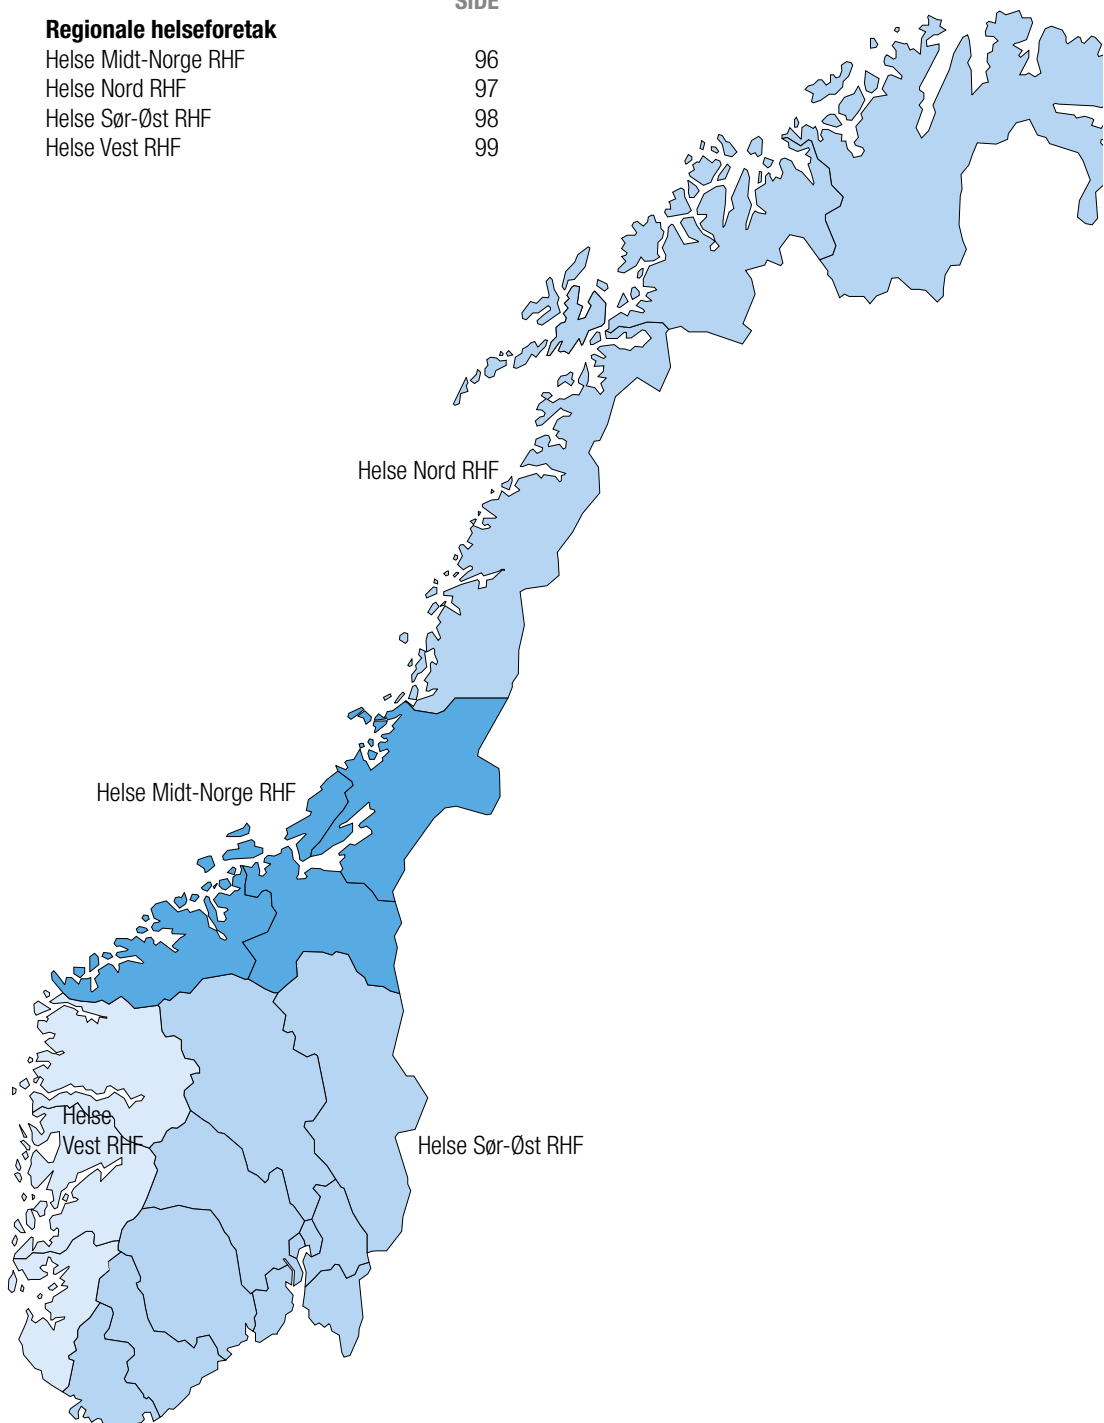 SIDE
Regionale helseforetak
Helse Midt-Norge RHF 96
Helse Nord RHF 97
Helse Sør-Øst RHF 98
Helse Vest RHF 99
Helse Nord RHF
Helse Midt-Norge RHF
Helse
Vest RHF
Helse Sør-Øst RHF